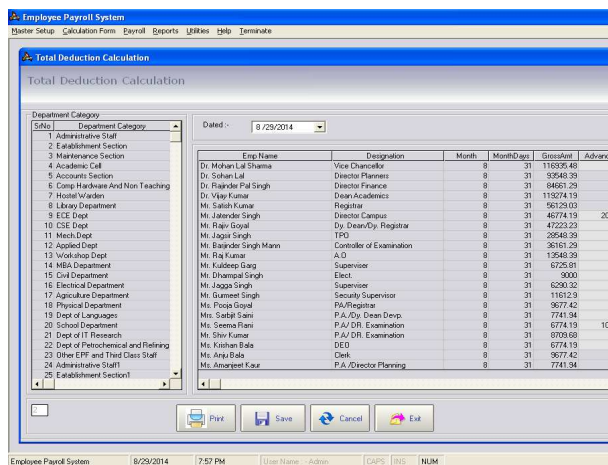 Employee Payroll System
Master Setup Calculation Form Payroll Reports Utilities Help Terminate
Total Deduction Calculation
Total Deduction Calculation
Department Category
SrNo Department Category
1 Administrative Staff
2 Eatablishment Section
3 Maintenance Section
4 Academic Cell
5 Accounts Section
6 Comp Hardware And Non Teaching
7 Hostel Warden
8 Library Department
9 ECE Dept
10 CSE Dept
11 Mech.Dept
12 Applied Dept
13 Workshop Dept
14 MBA Department
15 Civil Department
16 Electrical Department
17 Agriculture Department
18 Physical Department
19 Dept of Languages
20 School Department
21 Dept of IT Research
22 Dept of Petrochemical and Refining
23 Other EPF and Third Class Staff
24 Administrative Staff1
25 Eatablishment Section1
Dated :- 8 /29/2014
Emp Name Designation Month MonthDays GrossAmt Advanc
Dr. Mohan Lal Sharma Vice Chancellor 8 31 116935.48
Dr. Sohan Lal Director Planners 8 31 93548.39
Dr. Rajinder Pal Singh Director Finance 8 31 84661.29
Dr. Vijay Kumar Dean Academics 8 31 119274.19
Mr. Satish Kumar Registrar 8 31 56129.03
Mr. Jatender Singh Director Campus 8 31 46774.19 20
Mr. Rajiv Goyal Dy. Dean/Dy. Registrar 8 31 47223.23
Mr. Jagsir Singh TPO 8 31 28548.39
Mr. Barjinder Singh Mann Controller of Examination 8 31 36161.29
Mr. Raj Kumar A.O 8 31 13548.39
Mr. Kuldeep Garg Superviser 8 31 6725.81
Mr. Dhampal Singh Elect. 8 31 9000
Mr. Jagga Singh Superviser 8 31 6290.32
Mr. Gurmeet Singh Security Supervisor 8 31 11612.9
Ms. Pooja Goyal PA/Registrar 8 31 9677.42
Mrs. Sarbjit Saini P.A./Dy. Dean Devp. 8 31 7741.94
Ms. Seema Rani P.A/ DR. Examination 8 31 6774.19 10
Mr. Shiv Kumar P.A/ DR. Examination 8 31 8709.68
Ms. Krishan Bala DEO 8 31 6774.19
Ms. Anju Bala Clerk 8 31 9677.42
Ms. Amanjeet Kaur P.A /Director Planning 8 31 7741.94
2
Print Save Cancel Exit
Employee Payroll System 8/29/2014 7:57 PM User Name :- Admin CAPS INS NUM